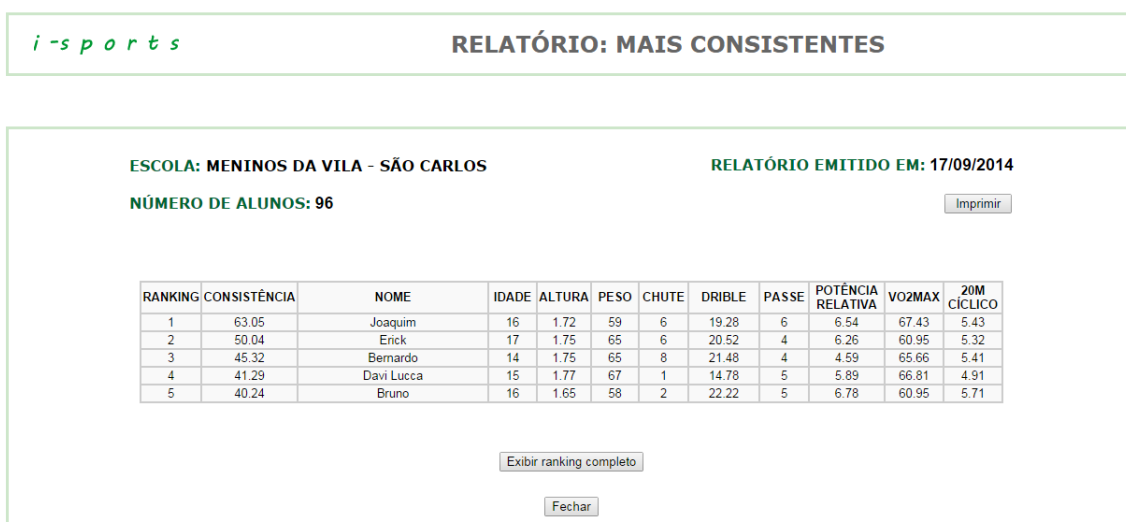 i-sports
RELATÓRIO: MAIS CONSISTENTES
ESCOLA: MENINOS DA VILA - SÃO CARLOS
RELATÓRIO EMITIDO EM: 17/09/2014
NÚMERO DE ALUNOS: 96
Imprimir
RANKING CONSISTÊNCIA NOME IDADE ALTURA PESO CHUTE DRIBLE PASSE POTÊNCIA RELATIVA VO2MAX 20M CÍCLICO
1 63.05 Joaquim 16 1.72 59 6 19.28 6 6.54 67.43 5.43
2 50.04 Erick 17 1.75 65 6 20.52 4 6.26 60.95 5.32
3 45.32 Bernardo 14 1.75 65 8 21.48 4 4.59 65.66 5.41
4 41.29 Davi Lucca 15 1.77 67 1 14.78 5 5.89 66.81 4.91
5 40.24 Bruno 16 1.65 58 2 22.22 5 6.78 60.95 5.71
Exibir ranking completo
Fechar